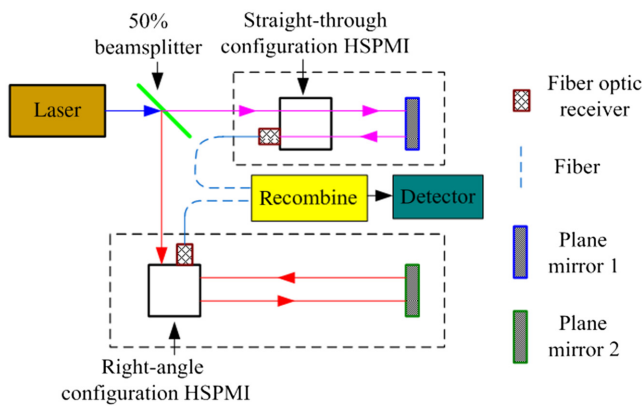 50%
beamsplitter
Straight-through
configuration HSPMI
Laser
Fiber optic
receiver
Fiber
Recombine
Detector
Plane
mirror 1
Plane
mirror 2
Right-angle
configuration HSPMI